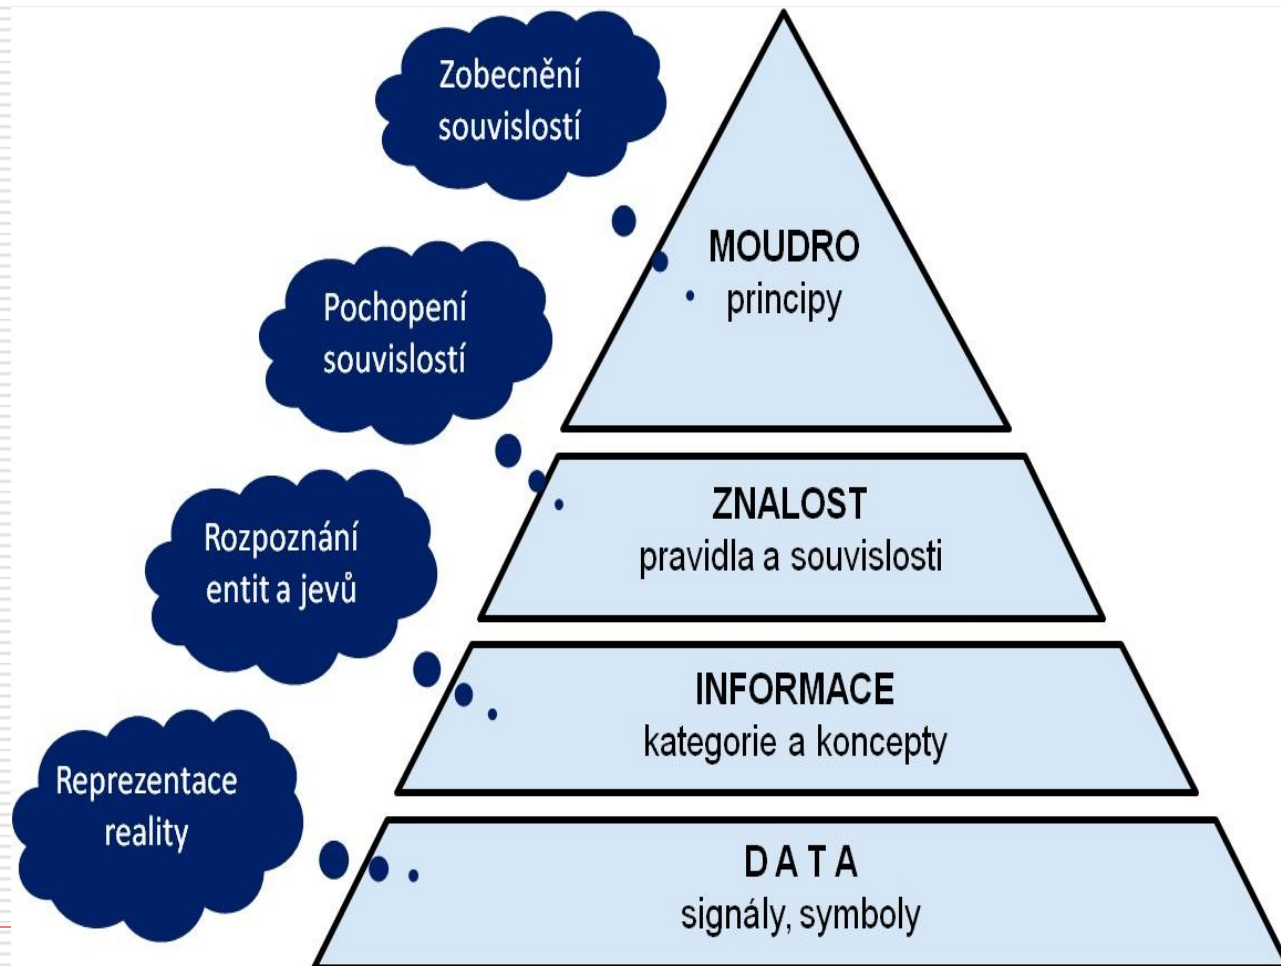 Zobecnění
souvislostí
MOUDRO
principy
Pochopení
souvislostí
ZNALOST
pravidla a souvislosti
Rozpoznání
entit a jevů
INFORMACE
kategorie a koncepty
Reprezentace
reality
DATA
signály, symboly